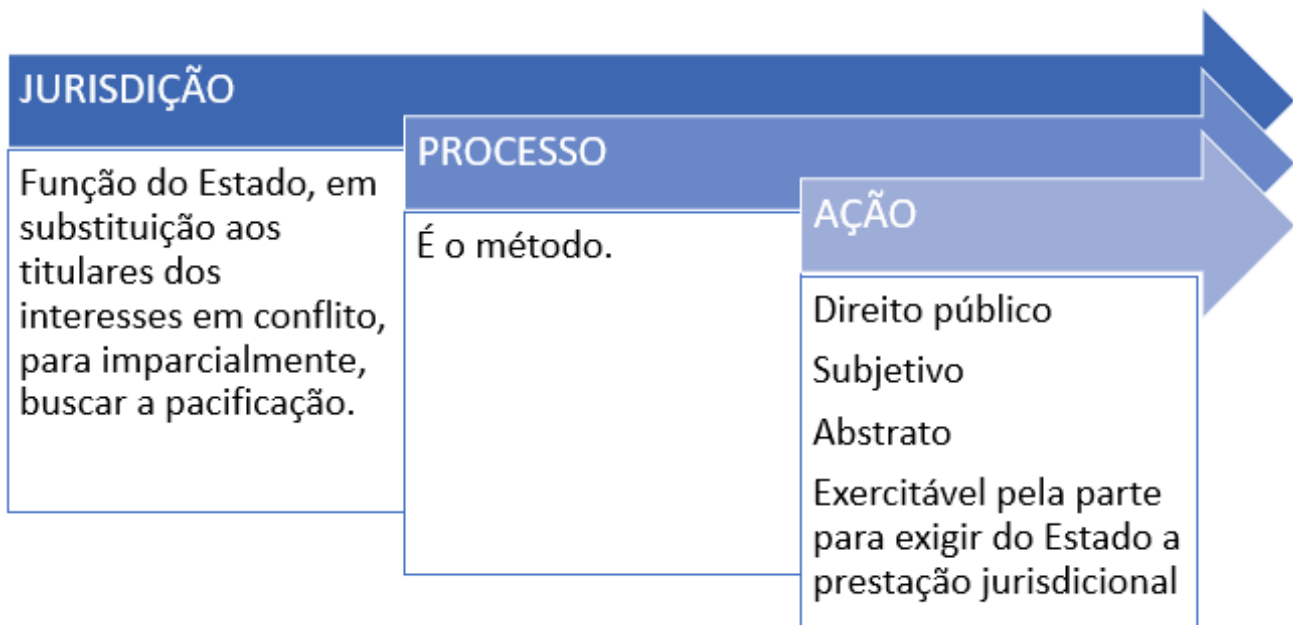 JURISDIÇÃO
Função do Estado, em
substituição aos
titulares dos
interesses em conflito,
para imparcialmente,
buscar a pacificação.
PROCESSO
É o método.
AÇÃO
Direito público
Subjetivo
Abstrato
Exercitável pela parte
para exigir do Estado a
prestação jurisdicional